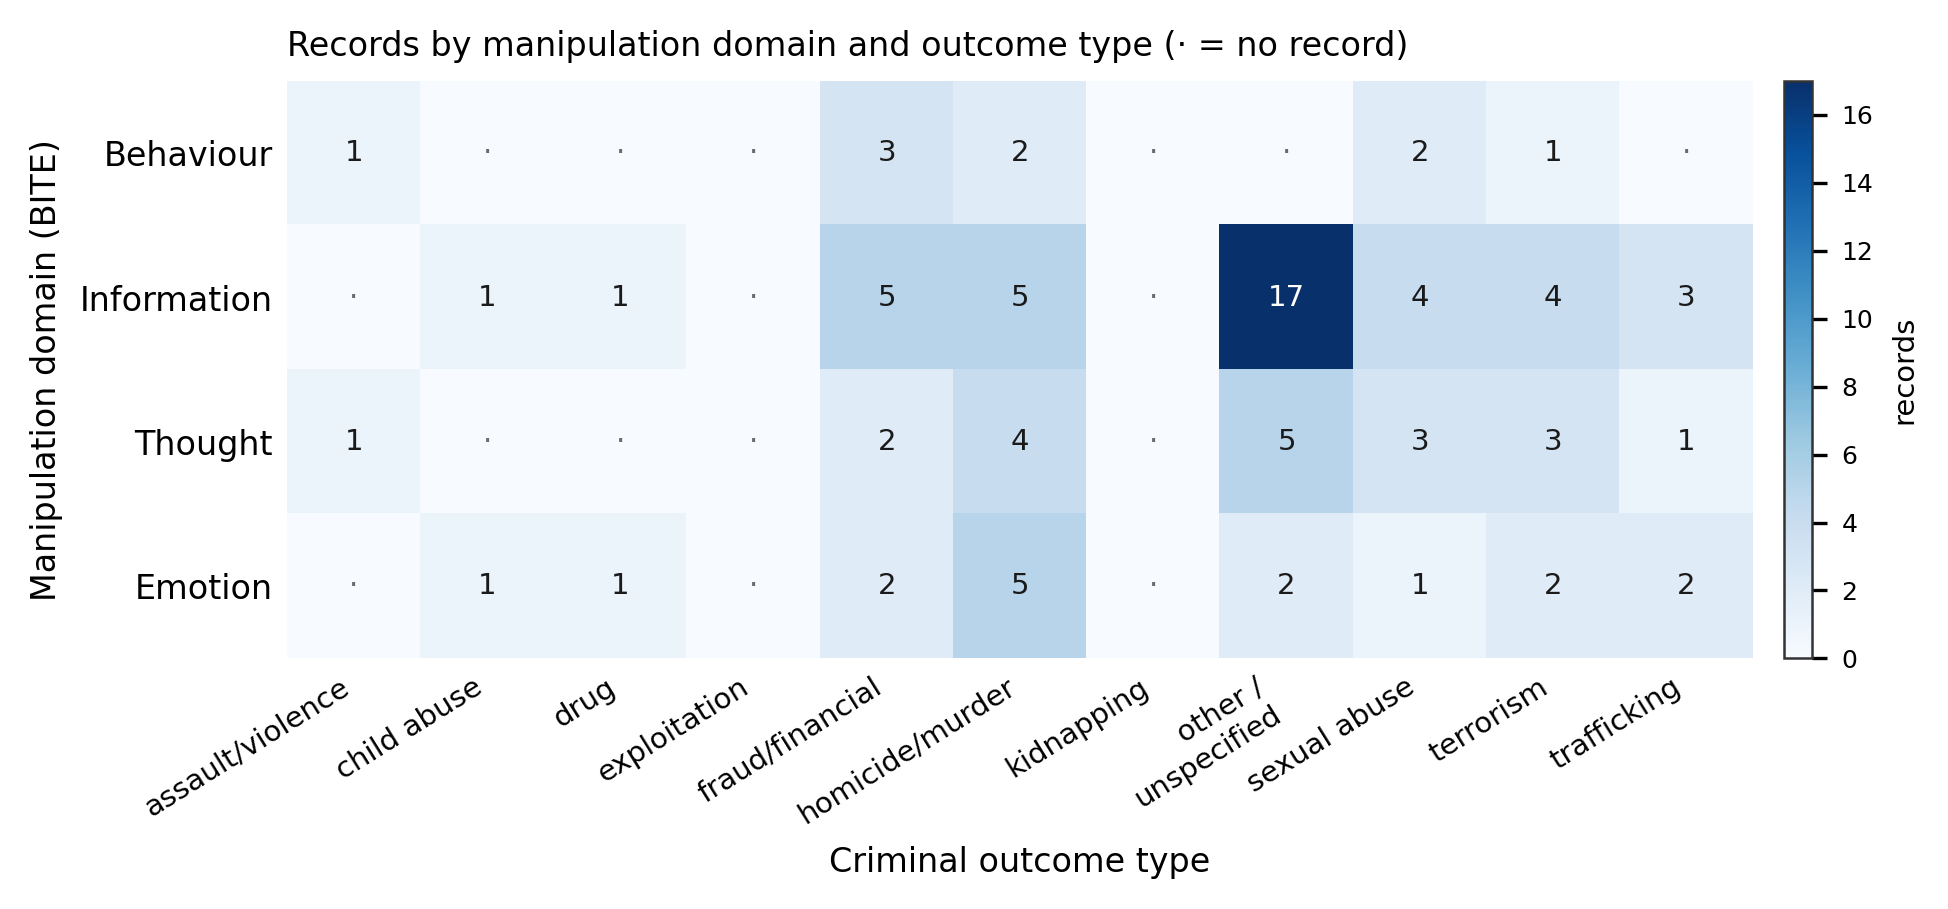 Records by manipulation domain and outcome type (· = no record)
Manipulation domain (BITE)
Behaviour 1 · · · 3 2 · · 2 1 ·
Information · 1 1 · 5 5 · 17 4 4 3
Thought 1 · · · 2 4 · 5 3 3 1
Emotion · 1 1 · 2 5 · 2 1 2 2
assault/violence
child abuse
drug
exploitation
fraud/financial
homicide/murder
kidnapping
other /
unspecified
sexual abuse
terrorism
trafficking
Criminal outcome type
16
14
12
10
8
6
4
2
0
records